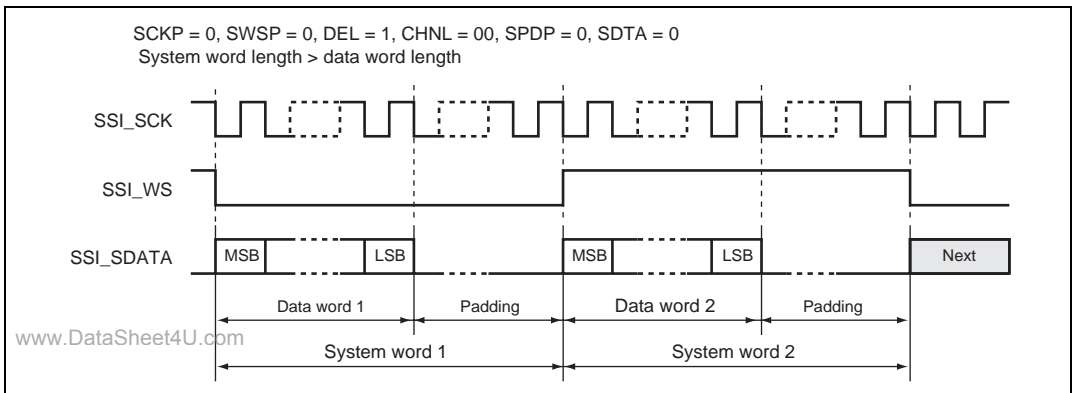 SCKP = 0, SWSP = 0, DEL = 1, CHNL = 00, SPDP = 0, SDTA = 0
System word length > data word length
SSI_SCK
SSI_WS
SSI_SDATA
MSB
LSB
MSB
LSB
Next
Data word 1
Padding
Data word 2
Padding
www.DataSheet4U.com
System word 1
System word 2